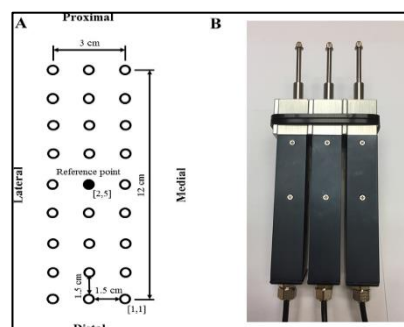 A
Proximal
B
3 cm
Lateral
Reference point
[2,5]
12 cm
Medial
1.5 cm
1.5 cm
[1,1]
Distal